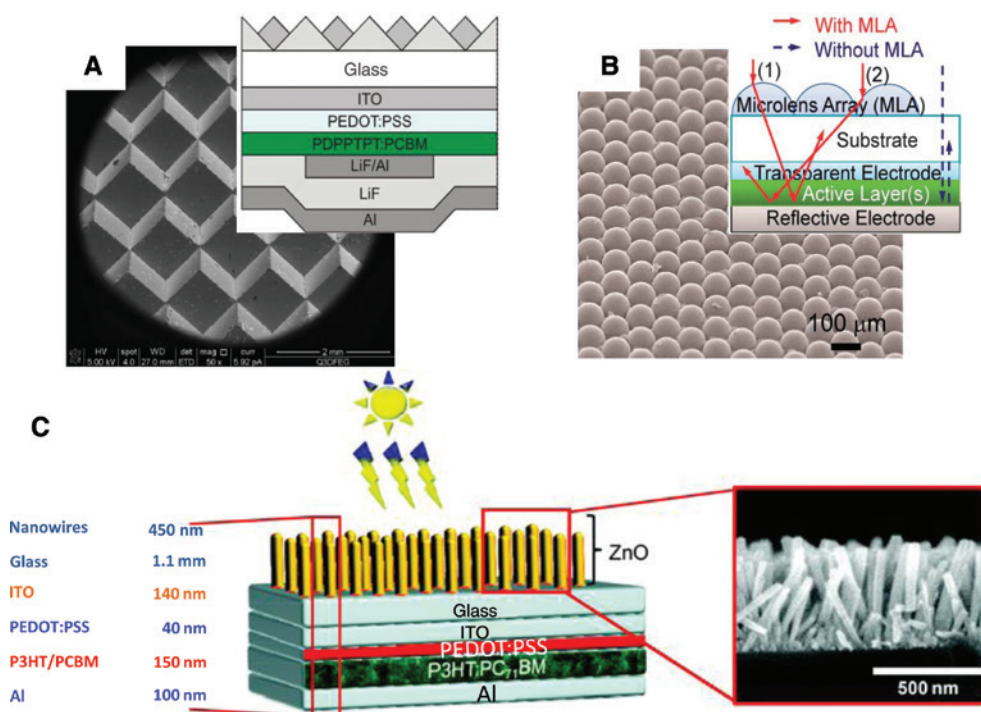 A
Glass
ITO
PEDOT:PSS
PDPPTPT:PCBM
LiF/Al
LiF
Al
HV spot WD det mag □ curr
5.00 kV 4.0 27.0 mm ETD 50 x 5.92 pA
2 mm
Q3DFEG
B
With MLA
Without MLA
(1) (2)
Microlens Array (MLA)
Substrate
Transparent Electrode
Active Layer(s)
Reflective Electrode
100 μm
C
Nanowires 450 nm
Glass 1.1 mm
ITO 140 nm
PEDOT:PSS 40 nm
P3HT/PCBM 150 nm
Al 100 nm
ZnO
Glass
ITO
PEDOT:PSS
P3HT:PC₇₁BM
Al
500 nm